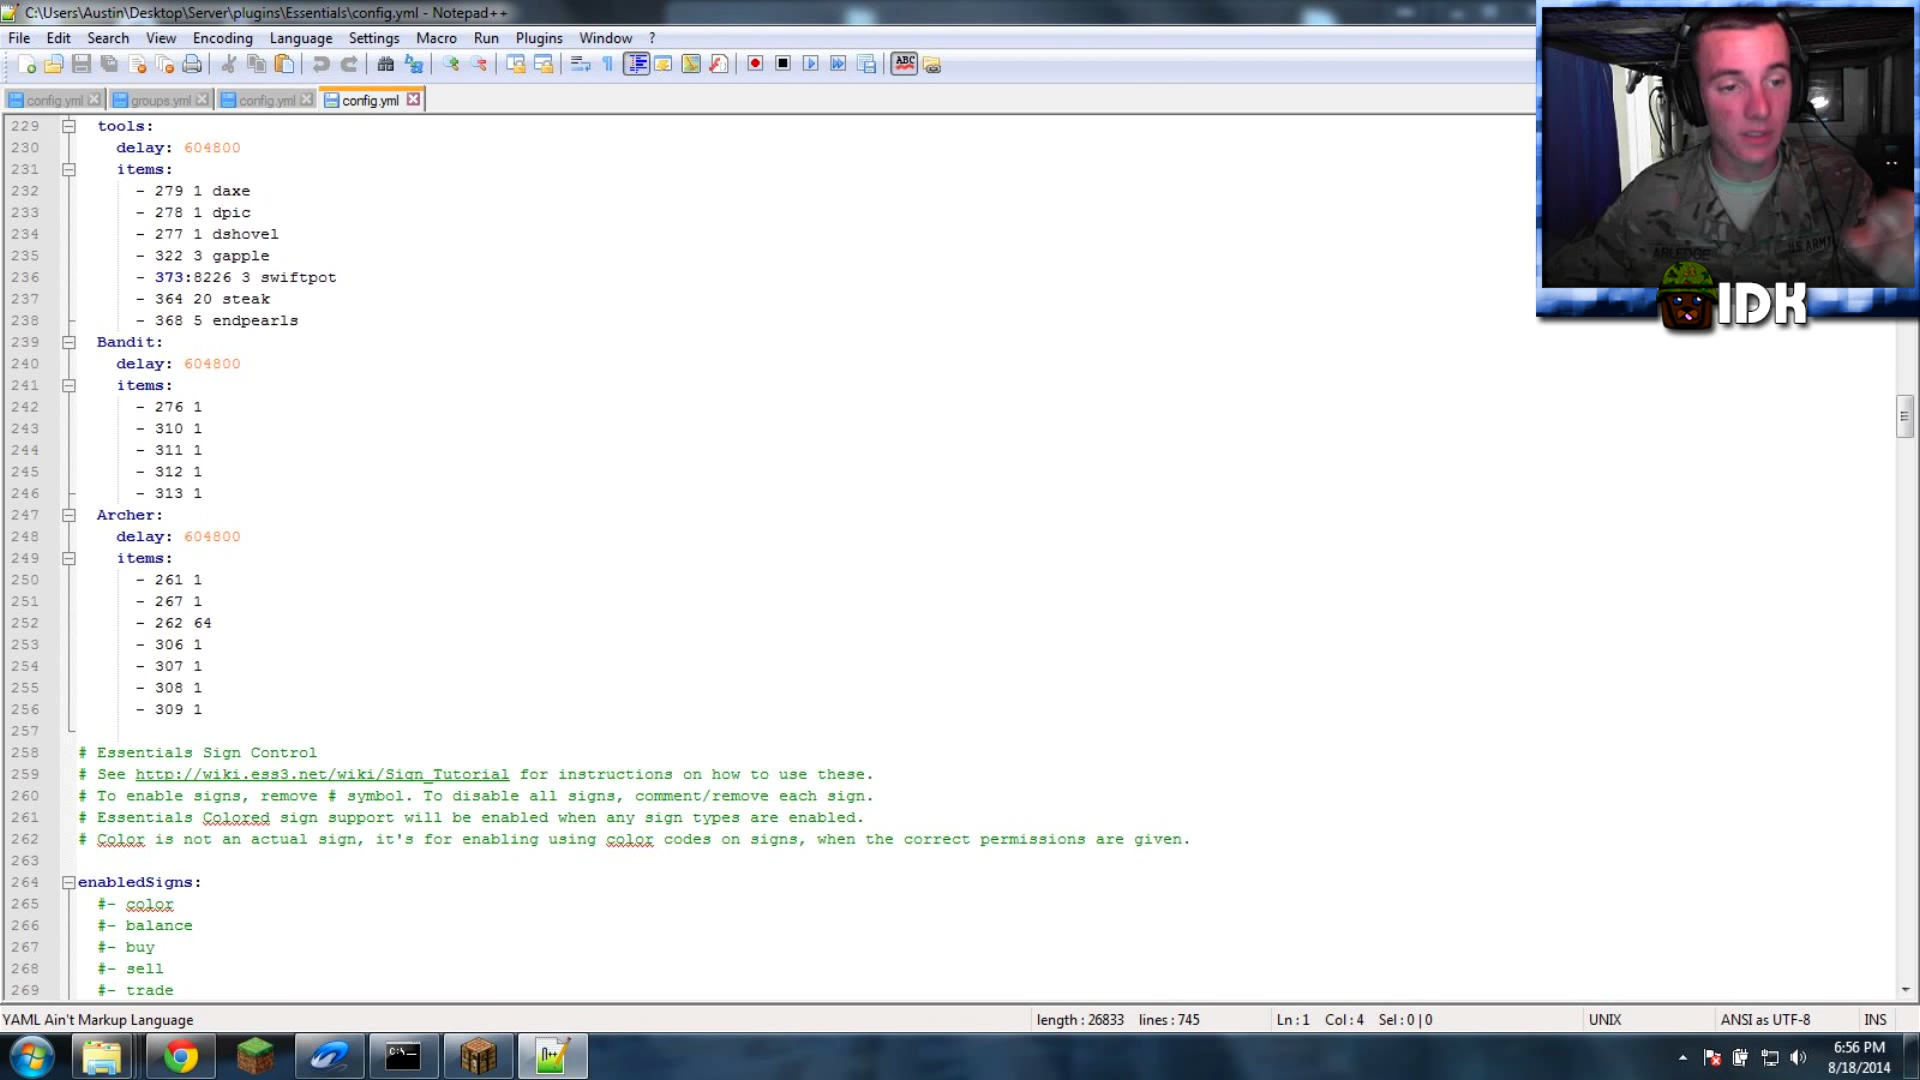 C:\Users\Austin\Desktop\Server\plugins\Essentials\config.yml - Notepad++
File Edit Search View Encoding Language Settings Macro Run Plugins Window ?
ABC
config.yml groups.yml config.yml config.yml
229 tools:
230 delay: 604800
231 items:
232 - 279 1 daxe
233 - 278 1 dpic
234 - 277 1 dshovel
235 - 322 3 gapple
236 - 373:8226 3 swiftpot
237 - 364 20 steak
238 - 368 5 endpearls
239 Bandit:
240 delay: 604800
241 items:
242 - 276 1
243 - 310 1
244 - 311 1
245 - 312 1
246 - 313 1
247 Archer:
248 delay: 604800
249 items:
250 - 261 1
251 - 267 1
252 - 262 64
253 - 306 1
254 - 307 1
255 - 308 1
256 - 309 1
257
258 # Essentials Sign Control
259 # See http://wiki.ess3.net/wiki/Sign_Tutorial for instructions on how to use these.
260 # To enable signs, remove # symbol. To disable all signs, comment/remove each sign.
261 # Essentials Colored sign support will be enabled when any sign types are enabled.
262 # Color is not an actual sign, it's for enabling using color codes on signs, when the correct permissions are given.
263
264 enabledSigns:
265 #- color
266 #- balance
267 #- buy
268 #- sell
269 #- trade
ARLEDGE
U.S. ARMY
IDK
YAML Ain't Markup Language length : 26833 lines : 745 Ln : 1 Col : 4 Sel : 0 | 0 UNIX ANSI as UTF-8 INS
C:\_
n++
6:56 PM
8/18/2014